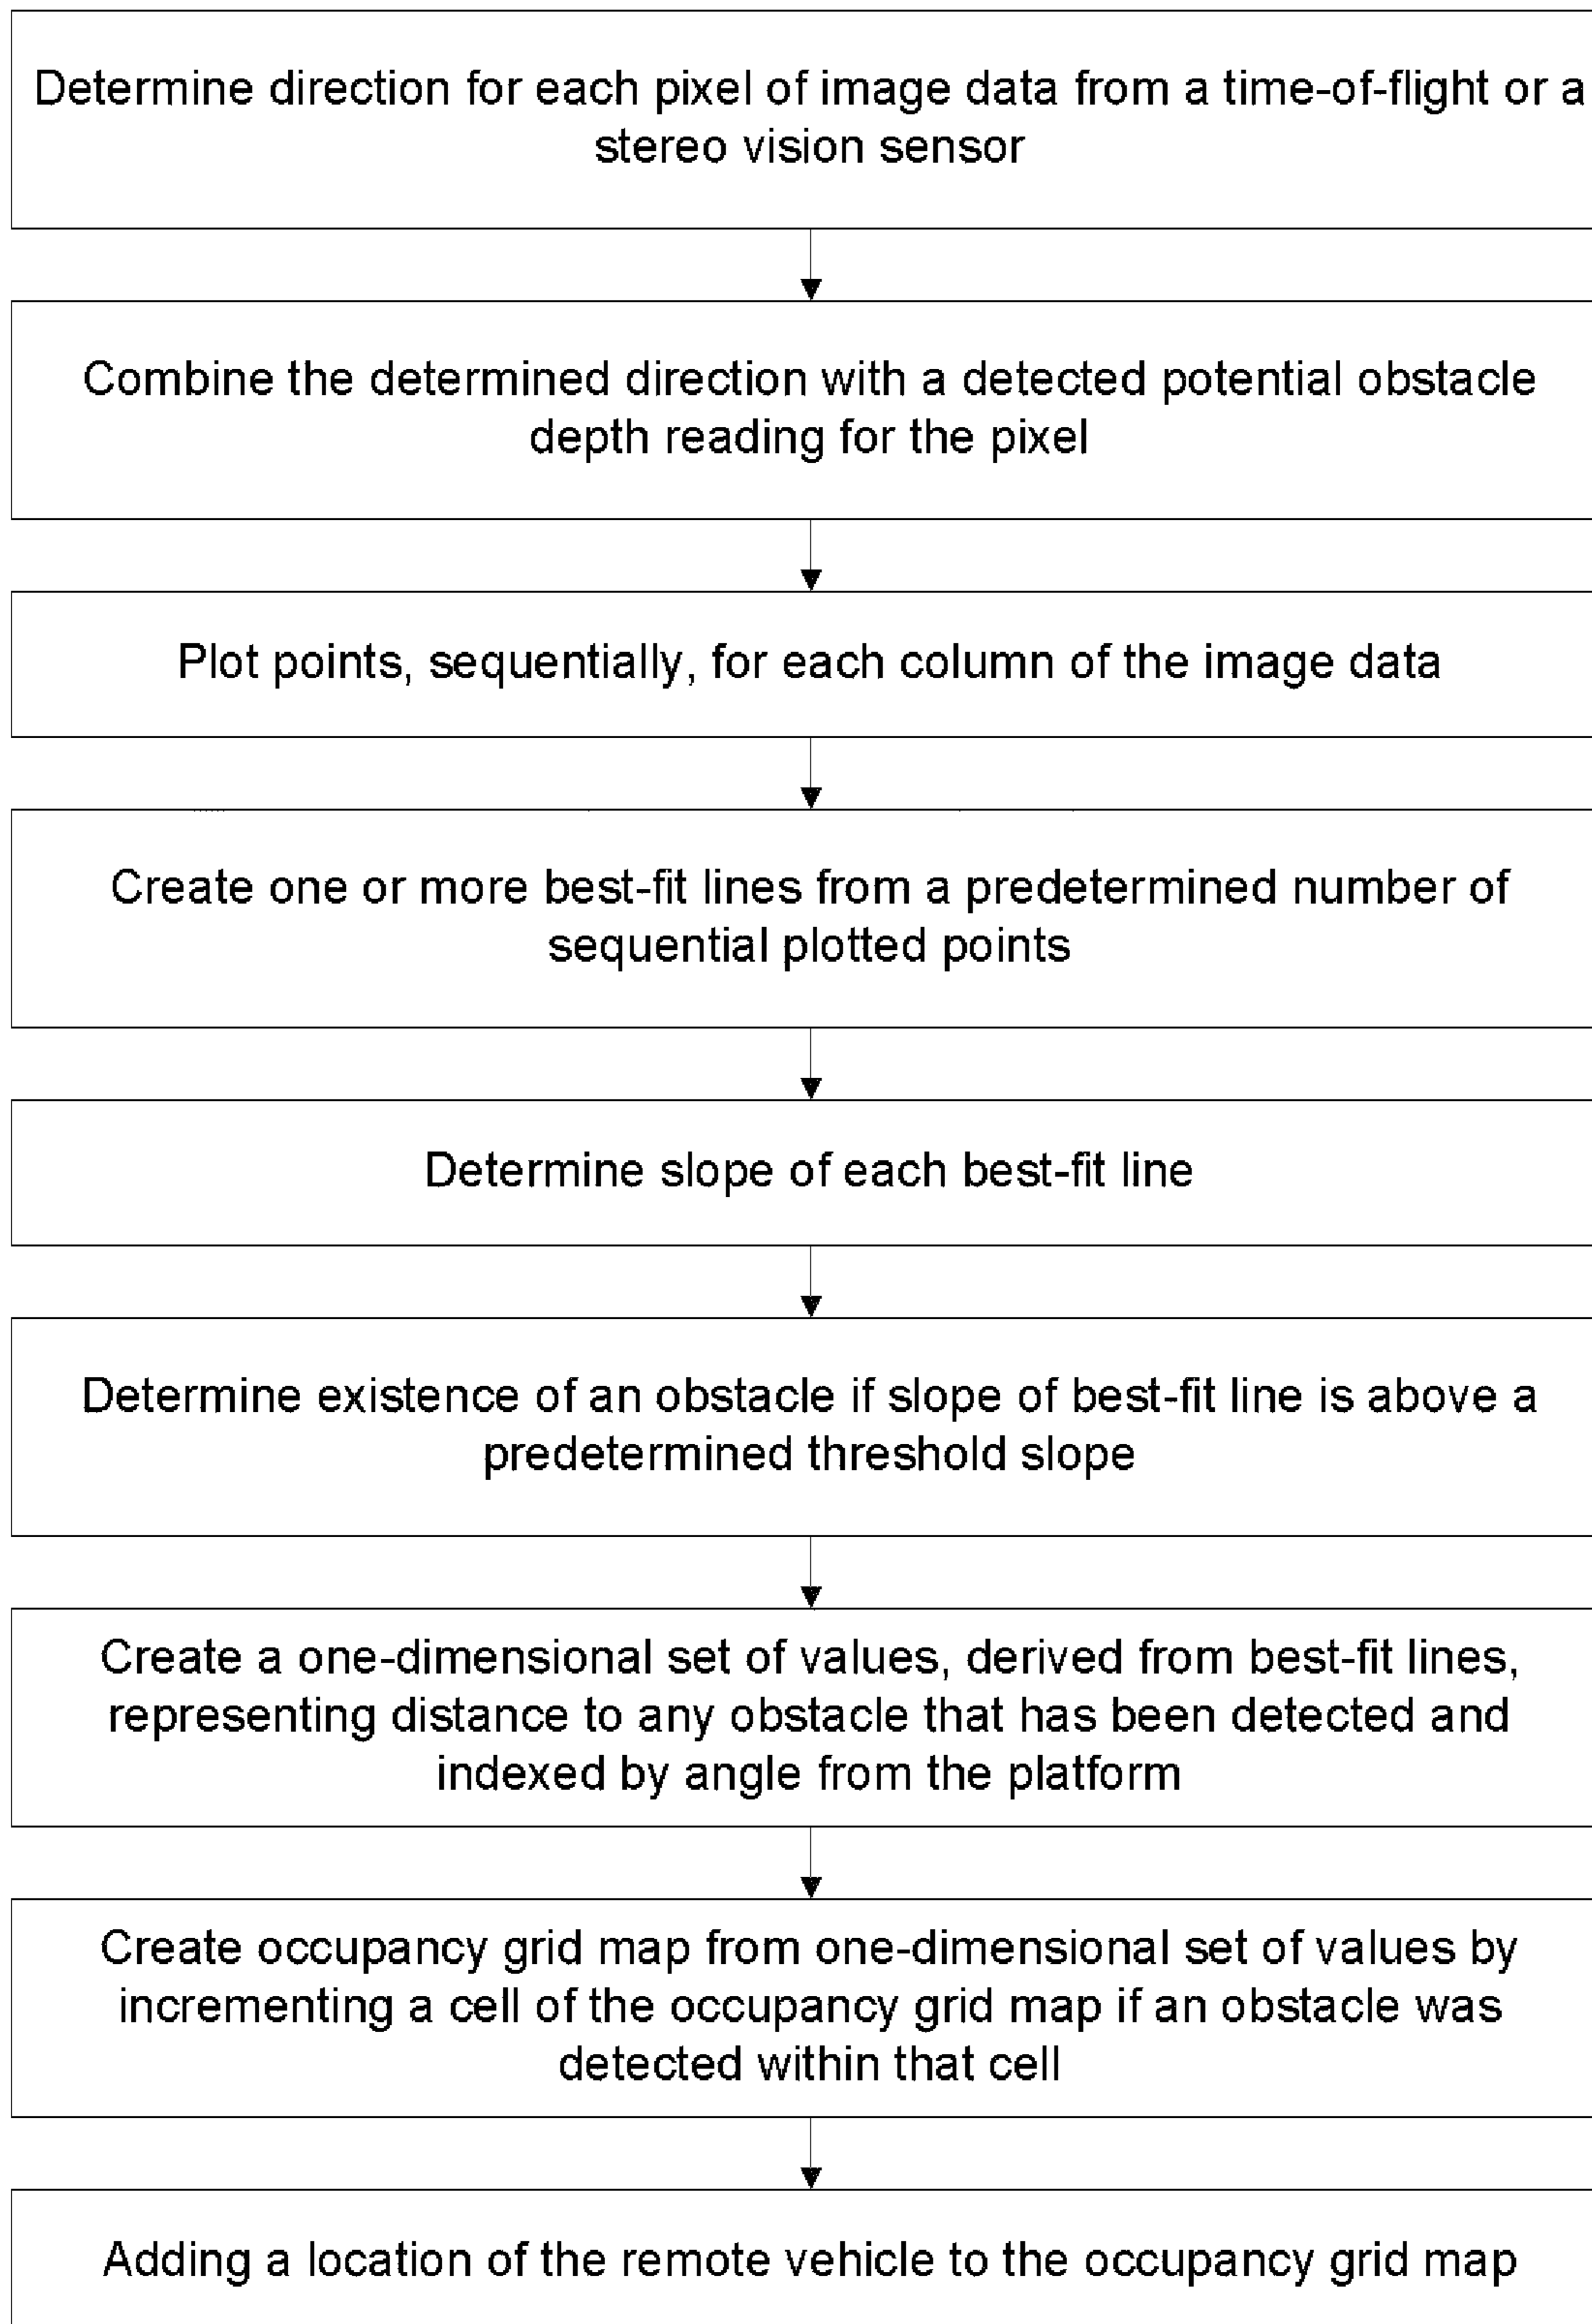 Determine direction for each pixel of image data from a time-of-flight or a
stereo vision sensor
Combine the determined direction with a detected potential obstacle
depth reading for the pixel
Plot points, sequentially, for each column of the image data
Create one or more best-fit lines from a predetermined number of
sequential plotted points
Determine slope of each best-fit line
Determine existence of an obstacle if slope of best-fit line is above a
predetermined threshold slope
Create a one-dimensional set of values, derived from best-fit lines,
representing distance to any obstacle that has been detected and
indexed by angle from the platform
Create occupancy grid map from one-dimensional set of values by
incrementing a cell of the occupancy grid map if an obstacle was
detected within that cell
Adding a location of the remote vehicle to the occupancy grid map